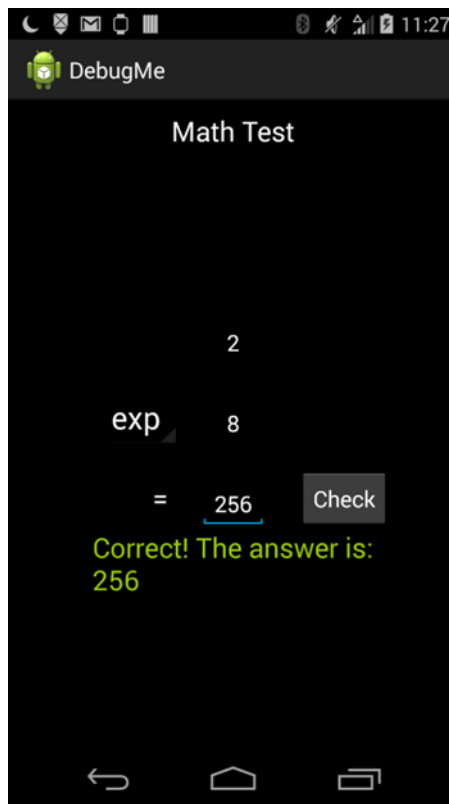 11:27
DebugMe
Math Test
2
exp 8
= 256 Check
Correct! The answer is:
256